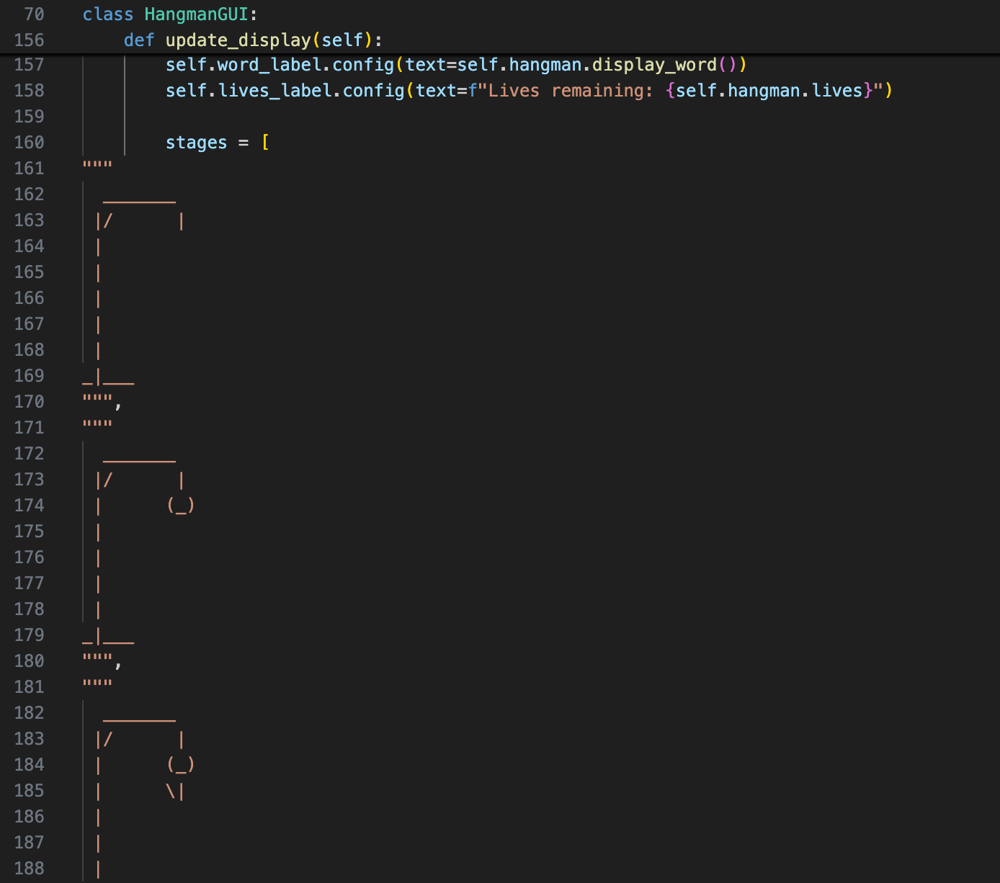 70 class HangmanGUI:
156     def update_display(self):
157         self.word_label.config(text=self.hangman.display_word())
158         self.lives_label.config(text=f"Lives remaining: {self.hangman.lives}")
159
160         stages = [
161 """
162   _______
163  |/      |
164  |
165  |
166  |
167  |
168  |
169 _|___
170 """,
171 """
172   _______
173  |/      |
174  |      (_)
175  |
176  |
177  |
178  |
179 _|___
180 """,
181 """
182   _______
183  |/      |
184  |      (_)
185  |      \|
186  |
187  |
188  |